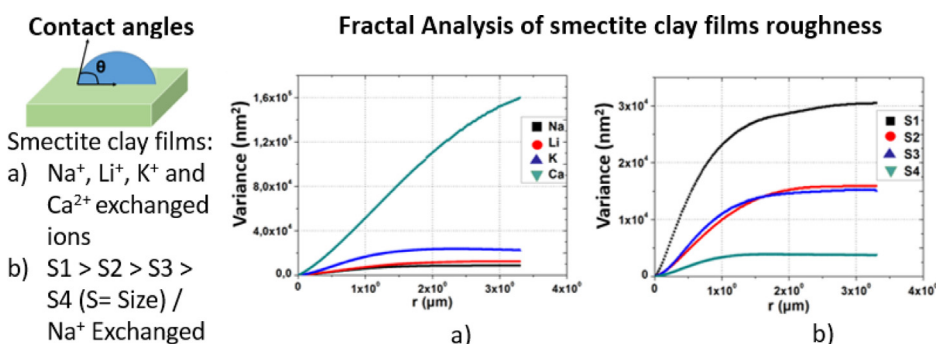 Contact angles
θ
Smectite clay films:
a) Na⁺, Li⁺, K⁺ and
Ca²⁺ exchanged
ions
b) S1 > S2 > S3 >
S4 (S= Size) /
Na⁺ Exchanged
Fractal Analysis of smectite clay films roughness
Variance (nm²)
1,6x10⁵
8,0x10⁴
4,0x10⁴
0,0
Na
Li
K
Ca
0
1x10⁰
2x10⁰
3x10⁰
4x10⁰
r (µm)
a)
Variance (nm²)
3x10⁴
2x10⁴
1x10⁴
0
S1
S2
S3
S4
0
1x10⁰
2x10⁰
3x10⁰
4x10⁰
r (µm)
b)